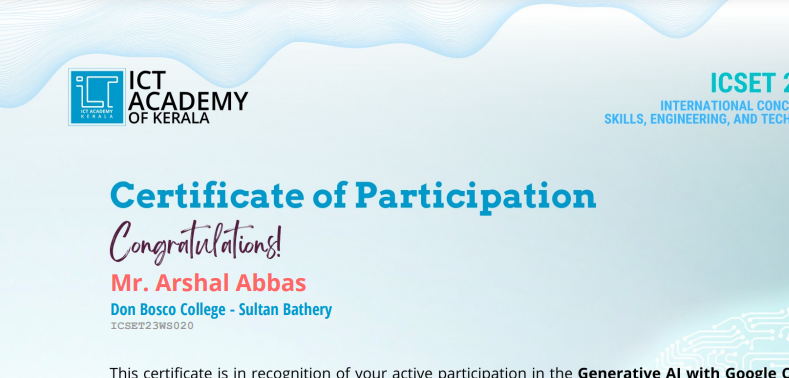 ICT
ACADEMY
OF KERALA
ICT ACADEMY
KERALA
ICSET 2
INTERNATIONAL CONC
SKILLS, ENGINEERING, AND TECH
Certificate of Participation
Congratulations!
Mr. Arshal Abbas
Don Bosco College - Sultan Bathery
ICSET23WS020
This certificate is in recognition of your active participation in the Generative AI with Google